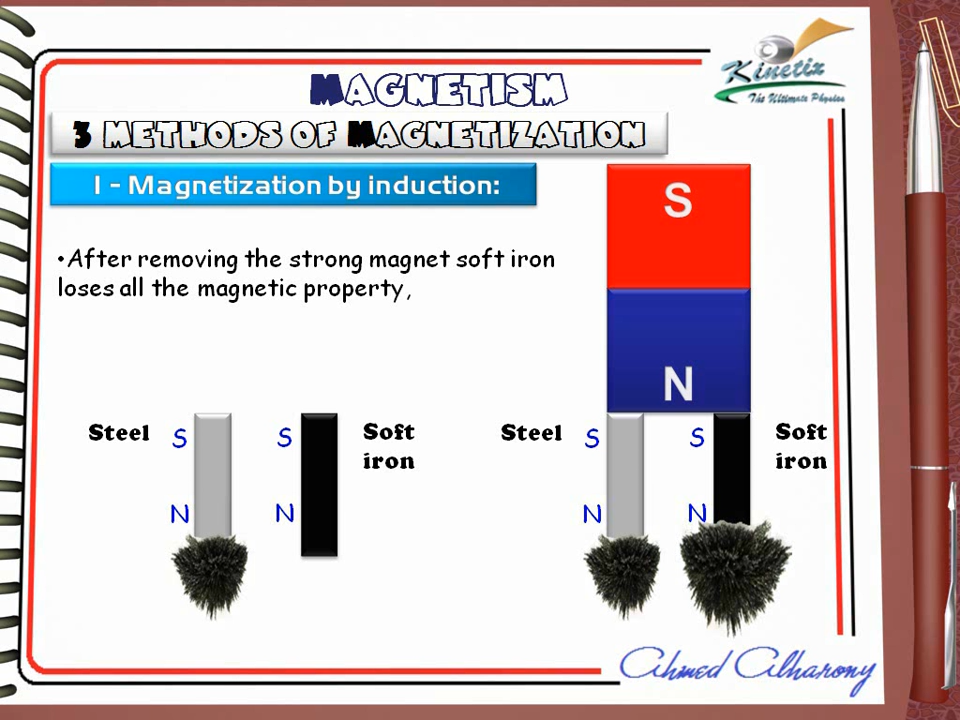 Kinetix
The Ultimate Physics
Magnetism
3 Methods of Magnetization
1 - Magnetization by induction:
•After removing the strong magnet soft iron
loses all the magnetic property,
S
N
Steel
S
N
S
N
Soft
iron
Steel
S
N
S
N
Soft
iron
Ahmed Alharony